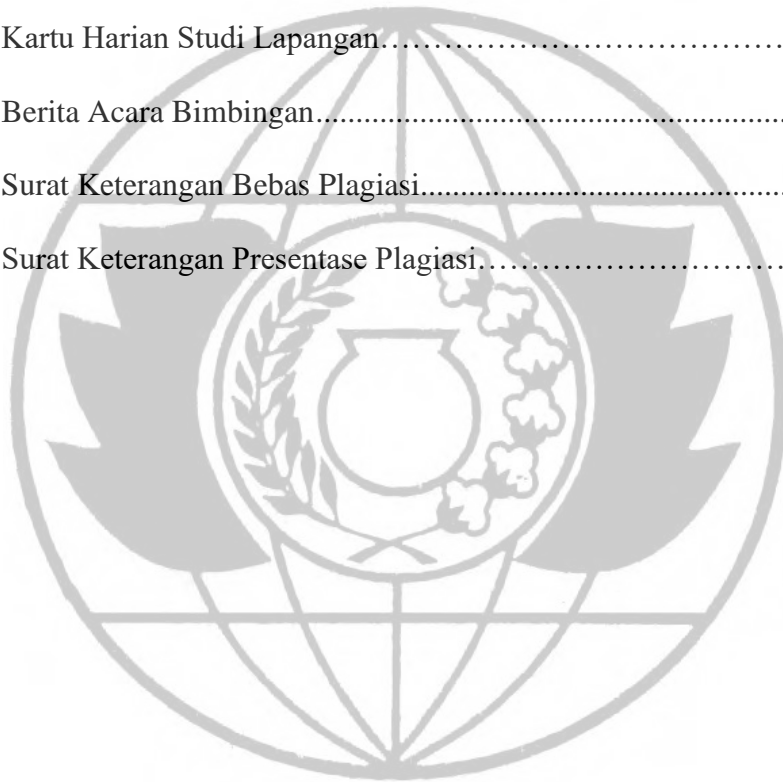 Kartu Harian Studi Lapangan……………………………………
Berita Acara Bimbingan..............................................................
Surat Keterangan Bebas Plagiasi................................................
Surat Keterangan Presentase Plagiasi…………………………